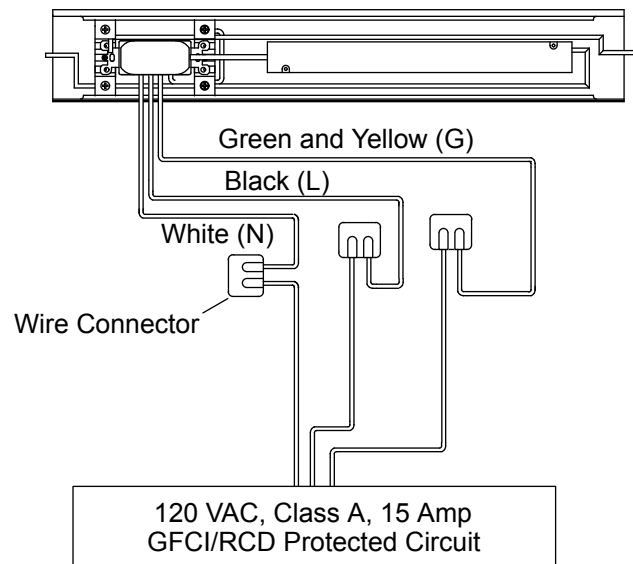 Green and Yellow (G)
Black (L)
White (N)
Wire Connector
120 VAC, Class A, 15 Amp
GFCI/RCD Protected Circuit